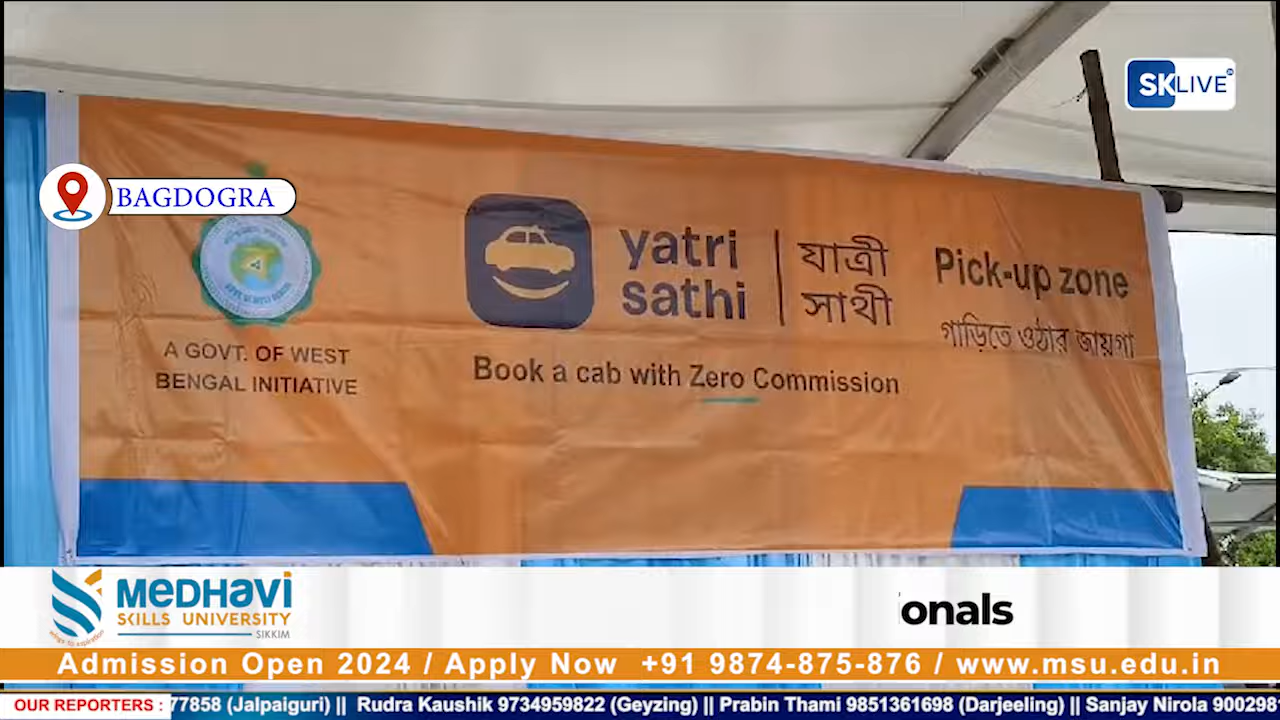 SKLIVE
BAGDOGRA
A GOVT. OF WEST
BENGAL INITIATIVE
yatri
sathi
যাত্রী
সাথী
Book a cab with Zero Commission
Pick-up zone
গাড়িতে ওঠার জায়গা
MEDHAVI
SKILLS UNIVERSITY
SIKKIM
onals
Admission Open 2024 / Apply Now +91 9874-875-876 / www.msu.edu.in
OUR REPORTERS : 77858 (Jalpaiguri) || Rudra Kaushik 9734959822 (Geyzing) || Prabin Thami 9851361698 (Darjeeling) || Sanjay Nirola 900298